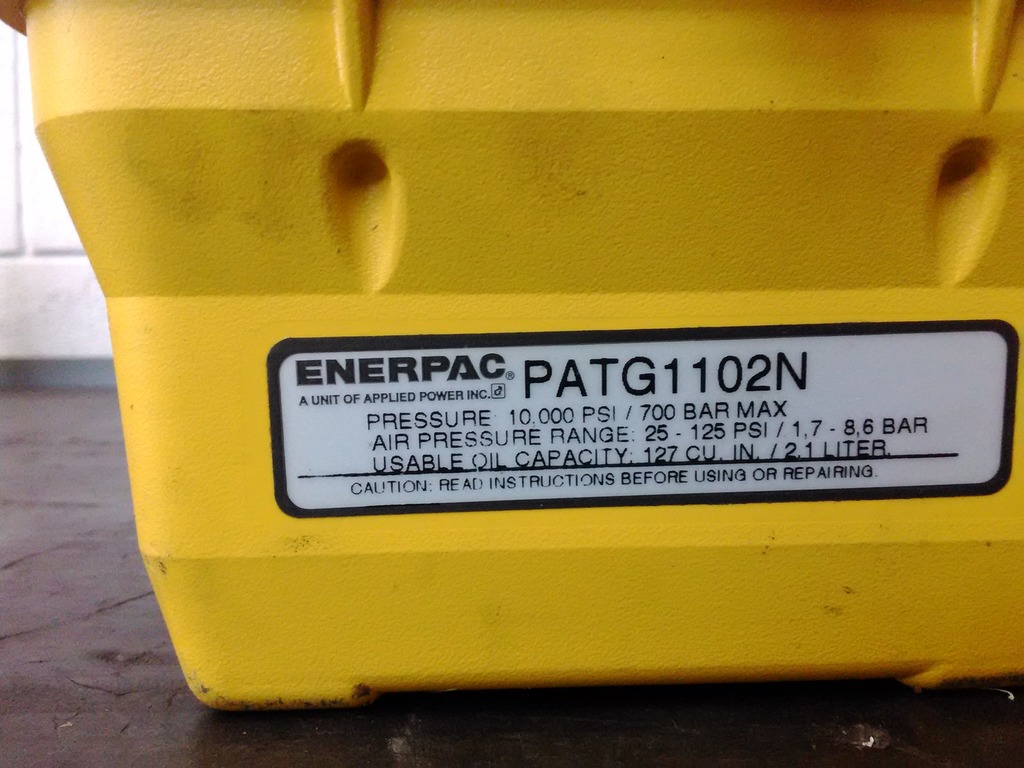 ENERPAC® PATG1102N
A UNIT OF APPLIED POWER INC.
PRESSURE: 10,000 PSI / 700 BAR MAX
AIR PRESSURE RANGE: 25 - 125 PSI / 1,7 - 8,6 BAR
USABLE OIL CAPACITY: 127 CU. IN. / 2,1 LITER.
CAUTION: READ INSTRUCTIONS BEFORE USING OR REPAIRING.